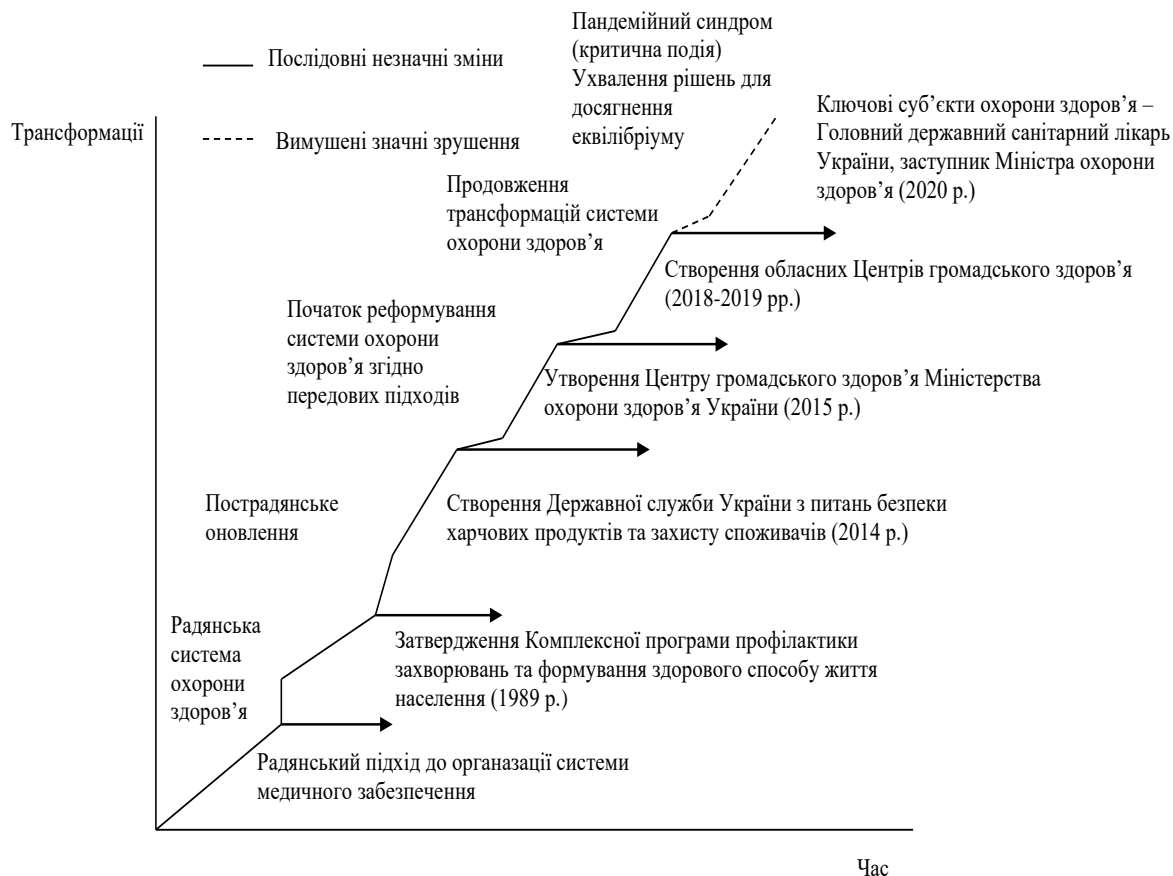 Пандемійний синдром
(критична подія)
Ухвалення рішень для
досягнення
еквілібріуму
Послідовні незначні зміни
Вимушені значні зрушення
Трансформації
Ключові суб’єкти охорони здоров’я –
Головний державний санітарний лікар
України, заступник Міністра охорони
здоров’я (2020 р.)
Продовження
трансформацій системи
охорони здоров’я
Створення обласних Центрів громадського здоров’я
(2018-2019 рр.)
Початок реформування
системи охорони
здоров’я згідно
передових підходів
Утворення Центру громадського здоров’я Міністерства
охорони здоров’я України (2015 р.)
Пострадянське
оновлення
Створення Державної служби України з питань безпеки
харчових продуктів та захисту споживачів (2014 р.)
Радянська
система
охорони
здоров’я
Затвердження Комплексної програми профілактики
захворювань та формування здорового способу життя
населення (1989 р.)
Радянський підхід до органазації системи
медичного забезпечення
Час